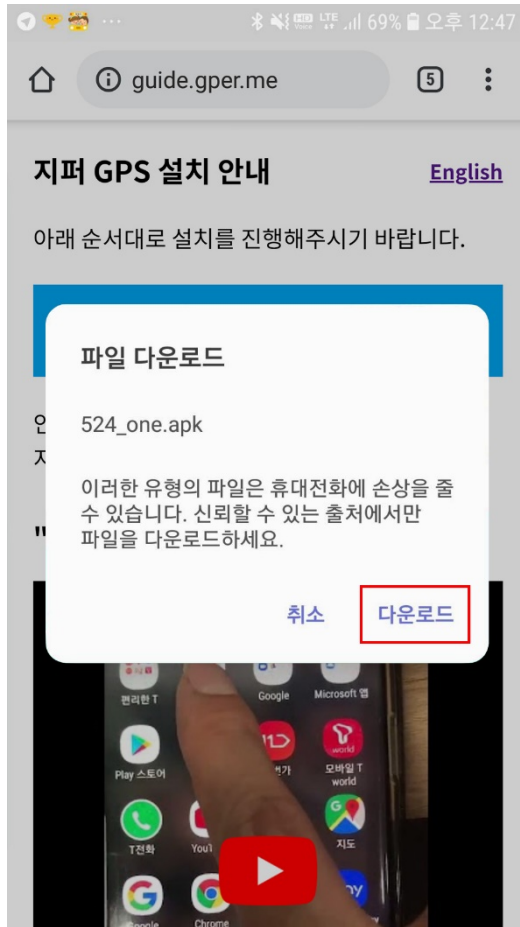 LTE 69% 오후 12:47
guide.gper.me 5
지퍼 GPS 설치 안내 English
아래 순서대로 설치를 진행해주시기 바랍니다.
파일 다운로드
524_one.apk
이러한 유형의 파일은 휴대전화에 손상을 줄
수 있습니다. 신뢰할 수 있는 출처에서만
파일을 다운로드하세요.
"
취소 다운로드
편리한 T Google Microsoft 앱
Play 스토어 모바일 T
world
T전화 지도
Google Chrome